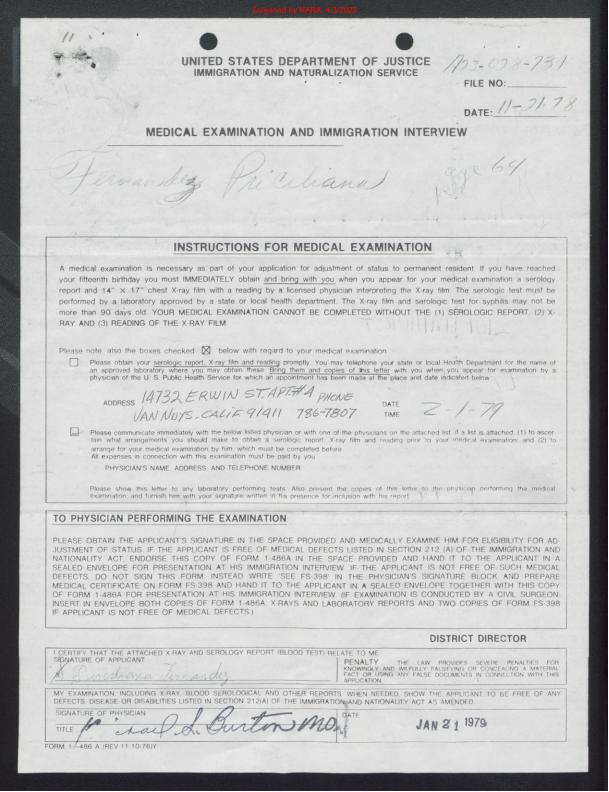 Screened by NARA, 4/3/2023
11
UNITED STATES DEPARTMENT OF JUSTICE
IMMIGRATION AND NATURALIZATION SERVICE
FILE NO:
DATE: 11-21-78
MEDICAL EXAMINATION AND IMMIGRATION INTERVIEW
Fernandez, Priciliana
age 64
INSTRUCTIONS FOR MEDICAL EXAMINATION
A medical examination is necessary as part of your application for adjustment of status to permanent resident. If you have reached
your fifteenth birthday you must IMMEDIATELY obtain and bring with you when you appear for your medical examination a serology
report and 14" X 17" chest X-ray film with a reading by a licensed physician interpreting the X-ray film. The serologic test must be
performed by a laboratory approved by a state or local health department. The X-ray film and serologic test for syphilis may not be
more than 90 days old. YOUR MEDICAL EXAMINATION CANNOT BE COMPLETED WITHOUT THE (1) SEROLOGIC REPORT, (2) X-
RAY AND (3) READING OF THE X-RAY FILM.
Please note, also the boxes checked ☒ below with regard to your medical examination
Please obtain your serologic report, X-ray film and reading promptly. You may telephone your state or local Health Department for the name of
an approved laboratory where you may obtain these. Bring them and copies of this letter with you when you appear for examination by a
physician of the U. S. Public Health Service for which an appointment has been made at the place and date indicated below
ADDRESS 14732 ERWIN ST. APT#4 PHONE DATE
VAN NUYS. CALIF 91411 786-7807 TIME 2-1-79
Please communicate immediately with the below listed physician or with one of the physicians on the attached list if a list is attached: (1) to ascer-
tain what arrangements you should make to obtain a serologic report. X-ray film and reading prior to your medical examination, and (2) to
arrange for your medical examination by him, which must be completed before
All expenses in connection with this examination must be paid by you
PHYSICIAN'S NAME, ADDRESS, AND TELEPHONE NUMBER
Please show this letter to any laboratory performing tests. Also present the copies of this letter to the physician performing the medical
examination, and furnish him with your signature written in his presence for inclusion with his report
TO PHYSICIAN PERFORMING THE EXAMINATION
PLEASE OBTAIN THE APPLICANT'S SIGNATURE IN THE SPACE PROVIDED AND MEDICALLY EXAMINE HIM FOR ELIGIBILITY FOR AD-
JUSTMENT OF STATUS. IF THE APPLICANT IS FREE OF MEDICAL DEFECTS LISTED IN SECTION 212 (A) OF THE IMMIGRATION AND
NATIONALITY ACT, ENDORSE THIS COPY OF FORM 1-486A IN THE SPACE PROVIDED AND HAND IT TO THE APPLICANT IN A
SEALED ENVELOPE FOR PRESENTATION AT HIS IMMIGRATION INTERVIEW. IF THE APPLICANT IS NOT FREE OF SUCH MEDICAL
DEFECTS, DO NOT SIGN THIS FORM. INSTEAD WRITE "SEE FS-398" IN THE PHYSICIAN'S SIGNATURE BLOCK AND PREPARE
MEDICAL CERTIFICATE ON FORM FS-398 AND HAND IT TO THE APPLICANT IN A SEALED ENVELOPE TOGETHER WITH THIS COPY
OF FORM 1-486A FOR PRESENTATION AT HIS IMMIGRATION INTERVIEW. (IF EXAMINATION IS CONDUCTED BY A CIVIL SURGEON:
INSERT IN ENVELOPE BOTH COPIES OF FORM 1-486A, X-RAYS AND LABORATORY REPORTS AND TWO COPIES OF FORM FS-398
IF APPLICANT IS NOT FREE OF MEDICAL DEFECTS.)
DISTRICT DIRECTOR
I CERTIFY THAT THE ATTACHED X-RAY AND SEROLOGY REPORT (BLOOD TEST) RELATE TO ME
SIGNATURE OF APPLICANT
Fernandez
PENALTY THE LAW PROVIDES SEVERE PENALTIES FOR
KNOWINGLY AND WILFULLY FALSIFYING OR CONCEALING A MATERIAL
FACT OR USING ANY FALSE DOCUMENTS IN CONNECTION WITH THIS
APPLICATION
MY EXAMINATION, INCLUDING X-RAY, BLOOD SEROLOGICAL AND OTHER REPORTS, WHEN NEEDED, SHOW THE APPLICANT TO BE FREE OF ANY
DEFECTS, DISEASE OR DISABILITIES LISTED IN SECTION 212(A) OF THE IMMIGRATION AND NATIONALITY ACT AS AMENDED
SIGNATURE OF PHYSICIAN DATE
TITLE Burton MD JAN 21 1979
FORM 1-486 A (REV 11-10-76)Y